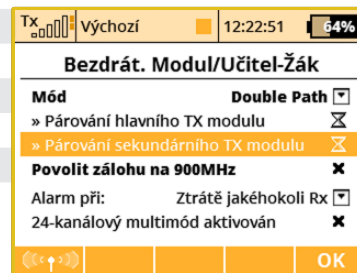 Tx Výchozí 12:22:51 64%
Bezdrát. Modul/Učitel-Žák
Mód Double Path
» Párování hlavního TX modulu
» Párování sekundárního TX modulu
Povolit zálohu na 900MHz
Alarm při: Ztrátě jakéhokoli Rx
24-kanálový multimód aktivován
OK